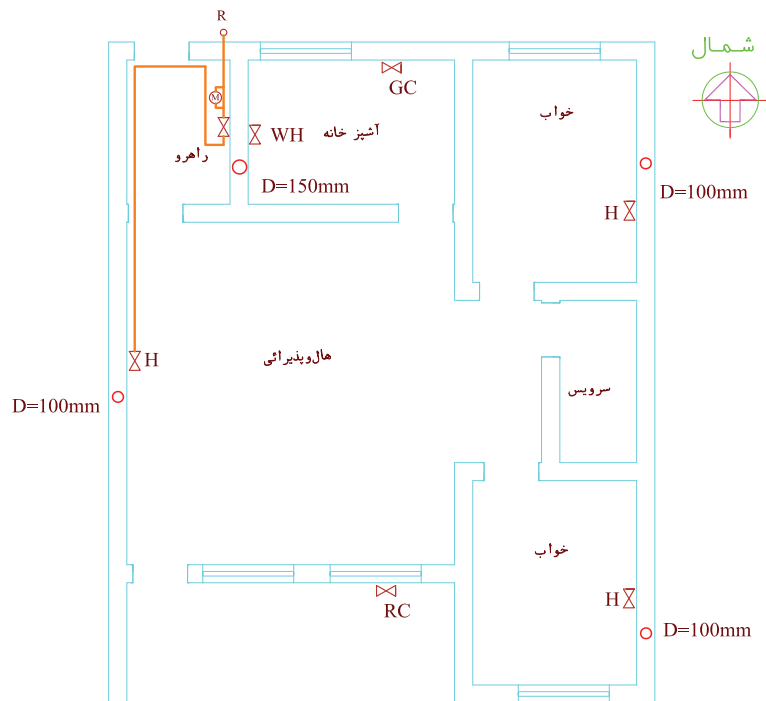 R
شمال
GC
خواب
M
WH
آشپز خانه
راهرو
D=150mm
D=100mm
H
هال‌وپذیرائی
H
سرویس
D=100mm
خواب
H
RC
D=100mm